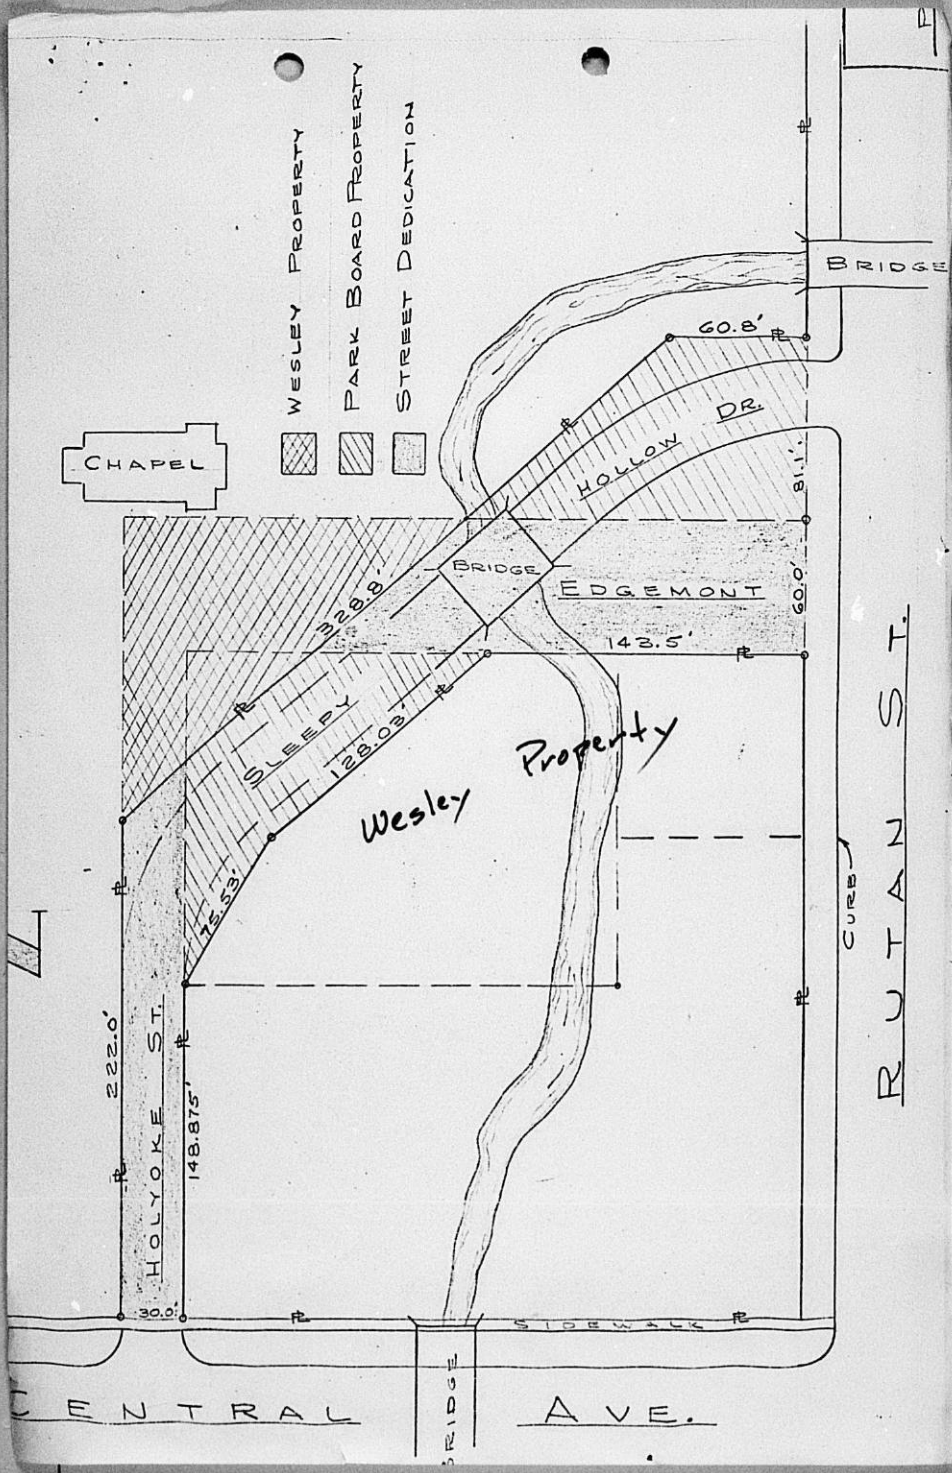 P
WESLEY PROPERTY
PARK BOARD PROPERTY
STREET DEDICATION
BRIDGE
60.8'
CHAPEL
HOLLOW DR.
81.1'
BRIDGE
EDGEMONT
60.0'
328.8'
143.5'
SLEEPY
128.03'
Wesley Property
75.53'
CURB
RUTAN ST.
222.0'
HOLYOKE ST.
148.875'
30.0'
SIDEWALK
BRIDGE
CENTRAL AVE.